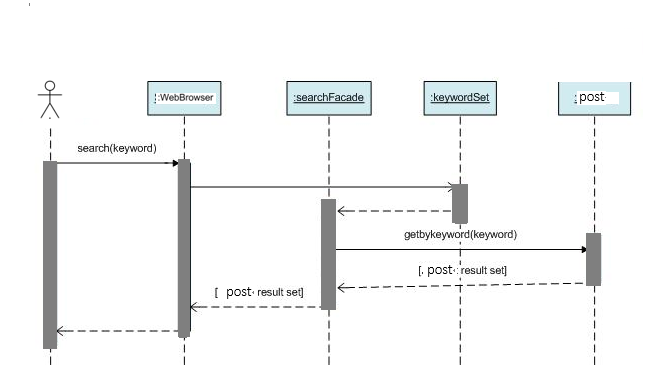 :WebBrowser
:searchFacade
:keywordSet
: post
search(keyword)
getbykeyword(keyword)
[. post : result set]
[ post result set]